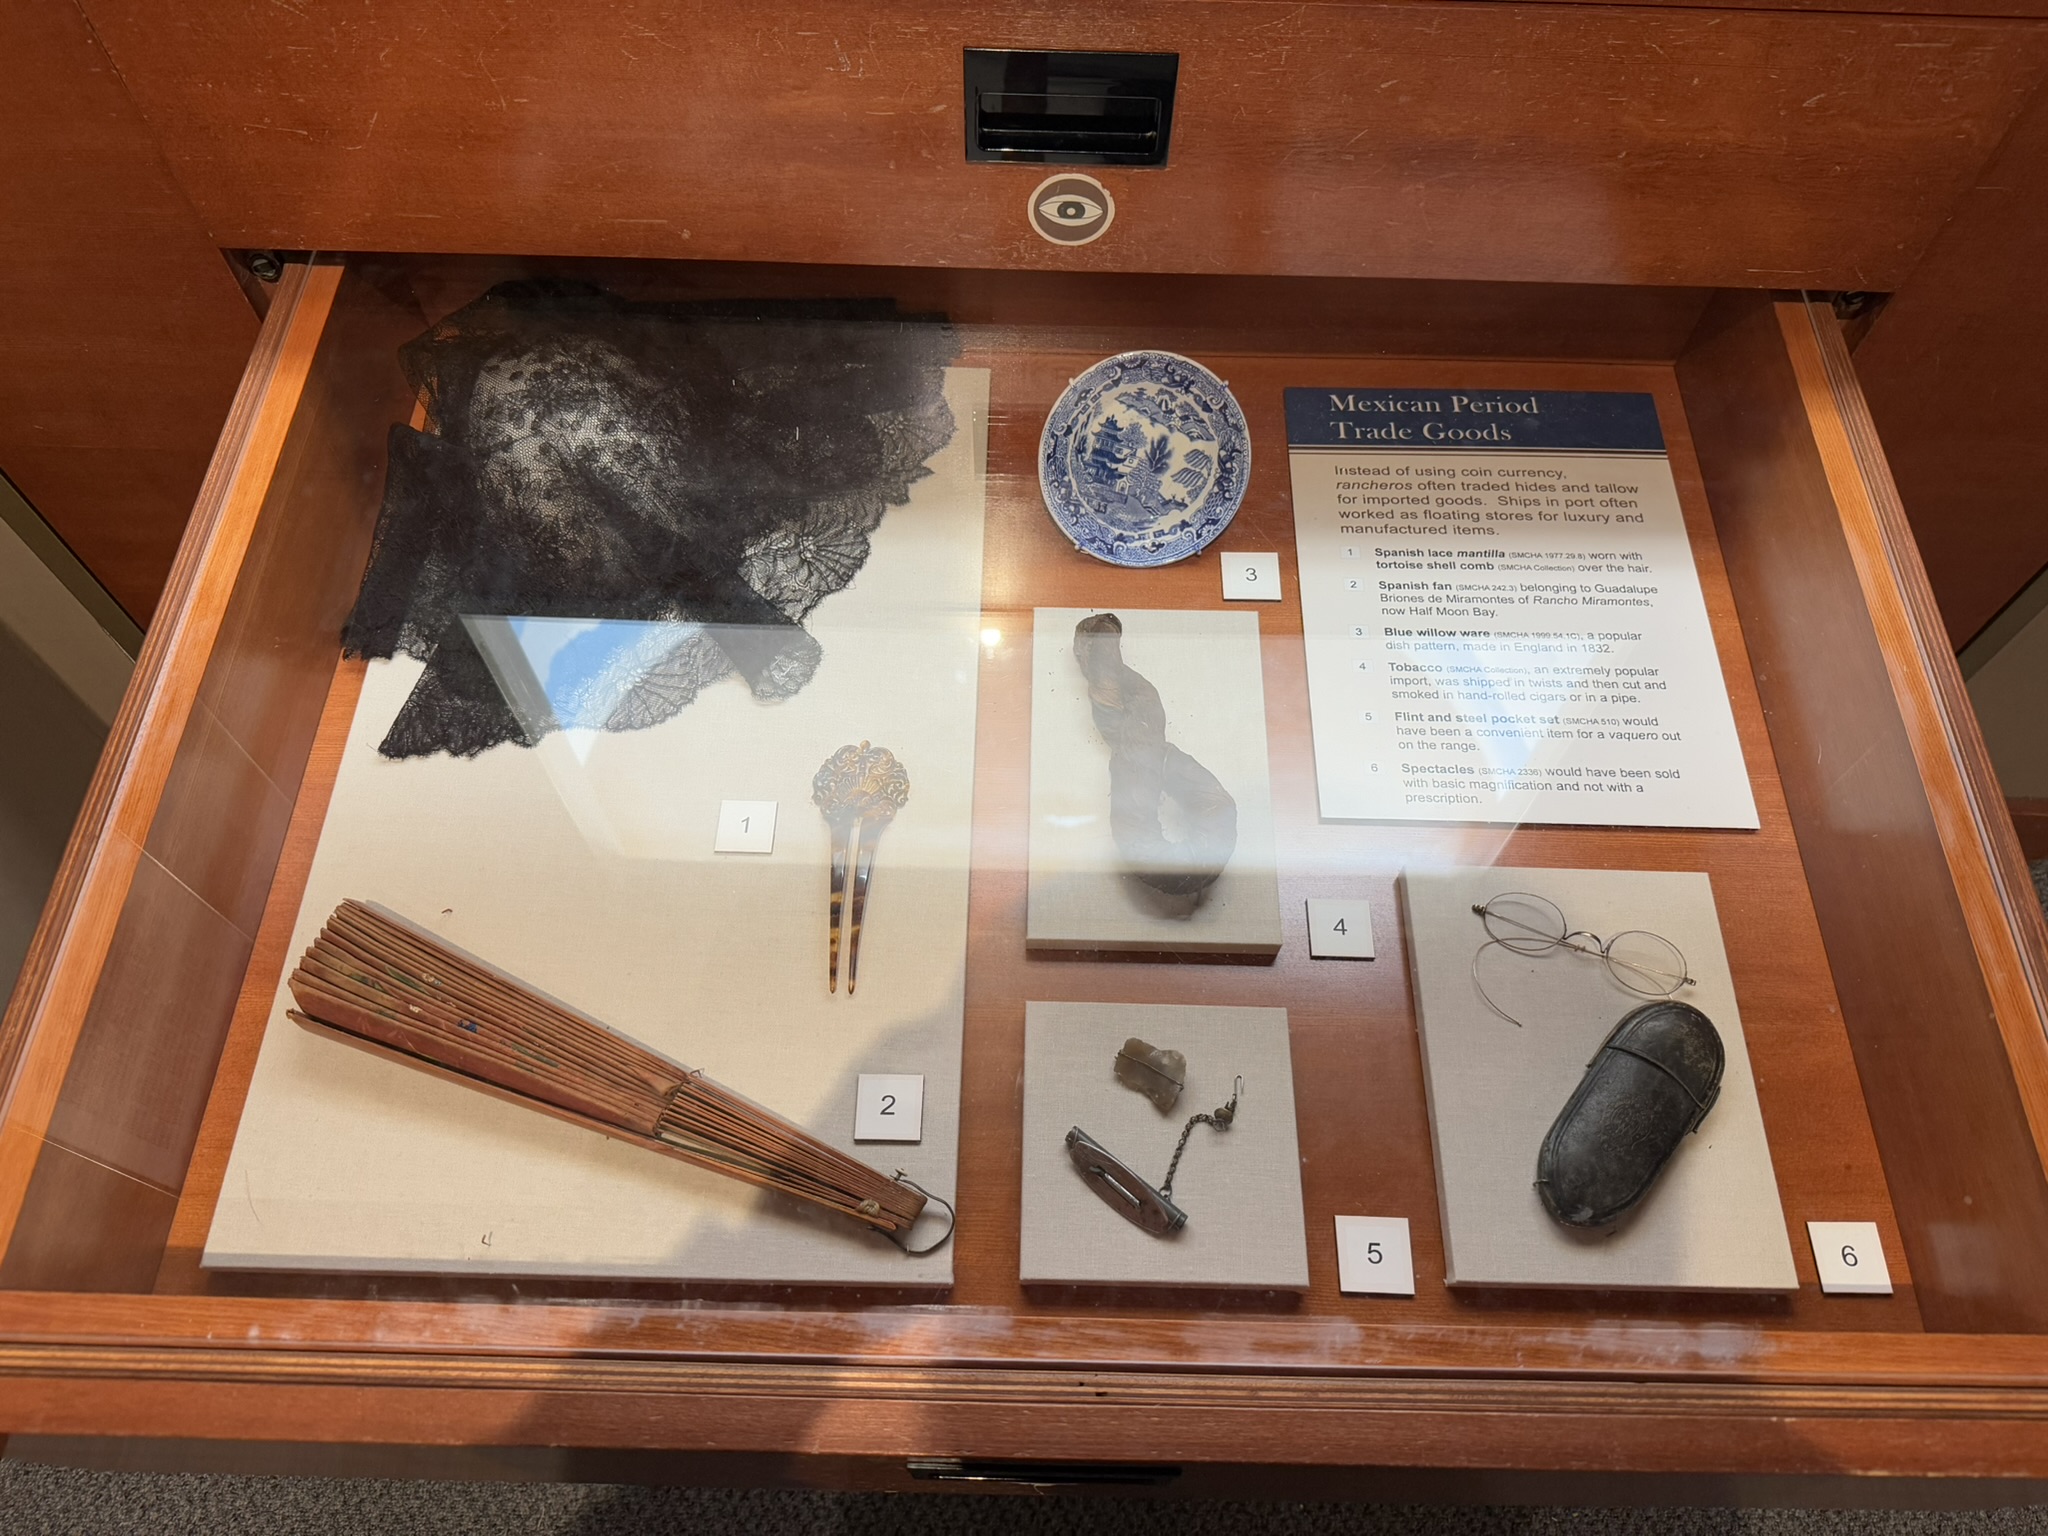 Mexican Period
Trade Goods
Instead of using coin currency,
rancheros often traded hides and tallow
for imported goods. Ships in port often
worked as floating stores for luxury and
manufactured items.
1 Spanish lace mantilla (SMCHA 1977.29.8) worn with
tortoise shell comb (SMCHA Collection) over the hair.
2 Spanish fan (SMCHA 242.3) belonging to Guadalupe
Briones de Miramontes of Rancho Miramontes,
now Half Moon Bay.
3 Blue willow ware (SMCHA 1999.54.1C), a popular
dish pattern, made in England in 1832.
4 Tobacco (SMCHA Collection), an extremely popular
import, was shipped in twists and then cut and
smoked in hand-rolled cigars or in a pipe.
5 Flint and steel pocket set (SMCHA 510) would
have been a convenient item for a vaquero out
on the range.
6 Spectacles (SMCHA 2336) would have been sold
with basic magnification and not with a
prescription.
3
1
4
2
5
6